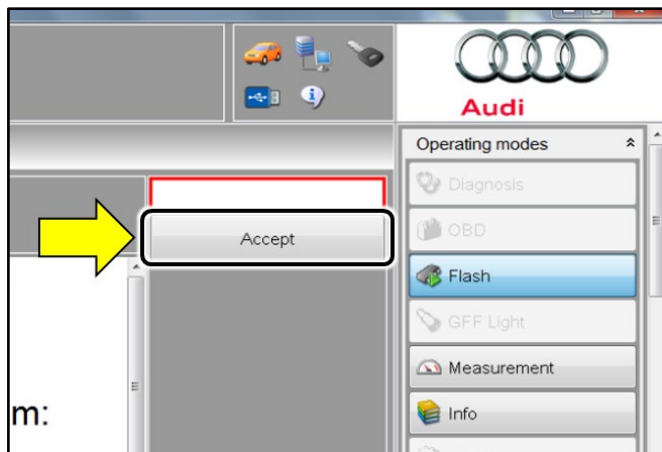 Audi
Operating modes
Diagnosis
OBD
Accept
Flash
GFF Light
Measurement
m:
Info